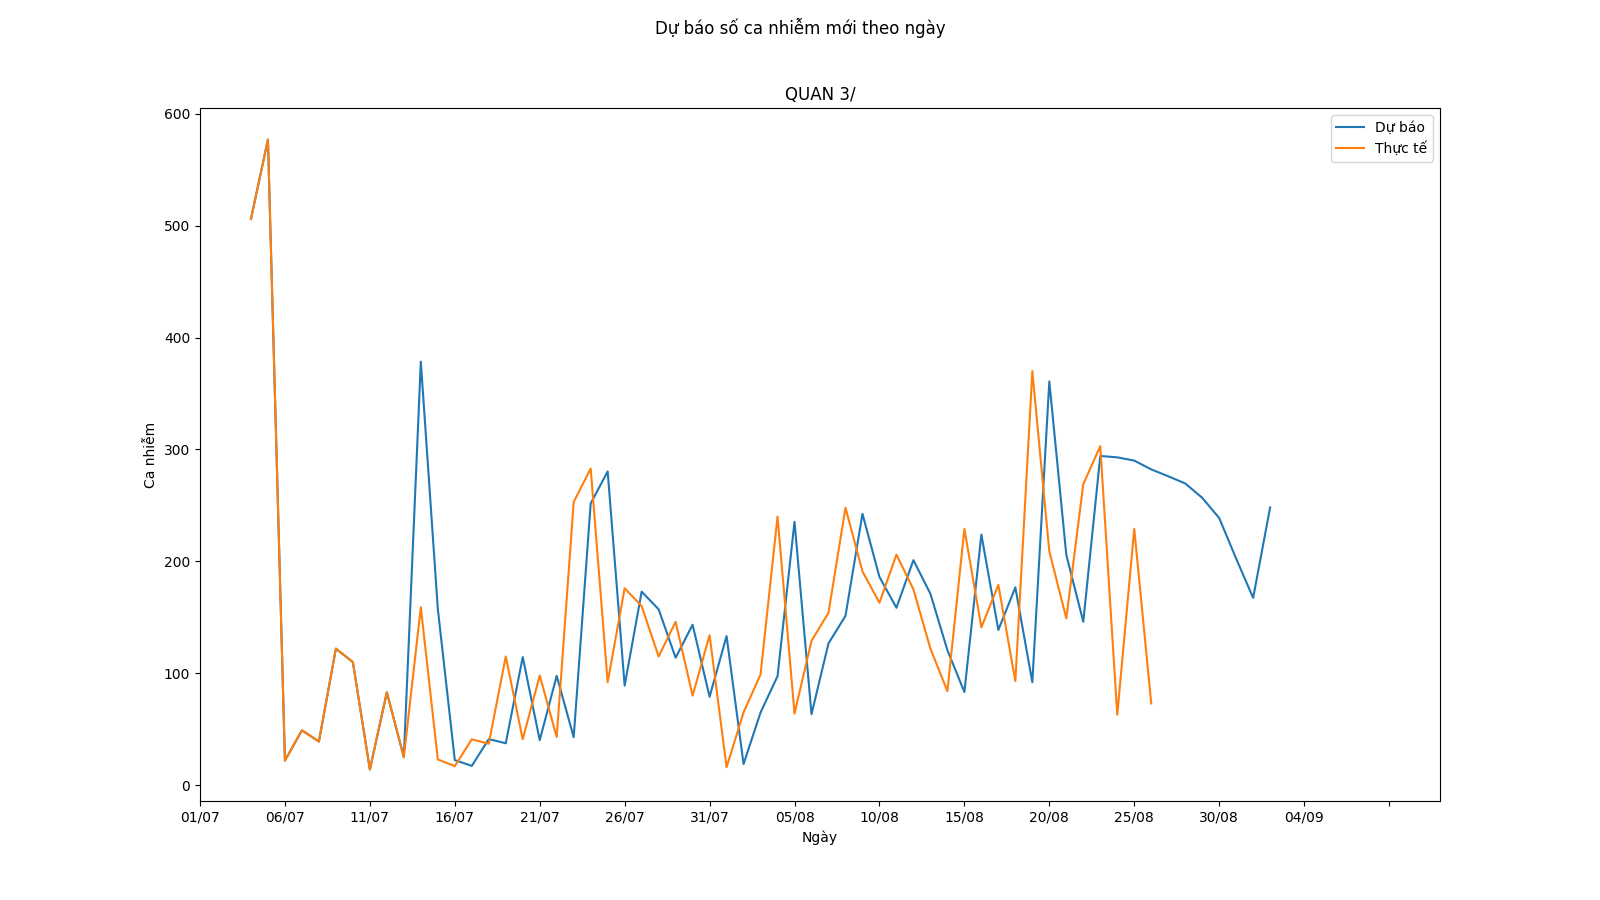 Dự báo số ca nhiễm mới theo ngày
QUAN 3/
Dự báo
Thực tế
600
500
400
300
200
100
0
Ca nhiễm
01/07 06/07 11/07 16/07 21/07 26/07 31/07 05/08 10/08 15/08 20/08 25/08 30/08 04/09
Ngày